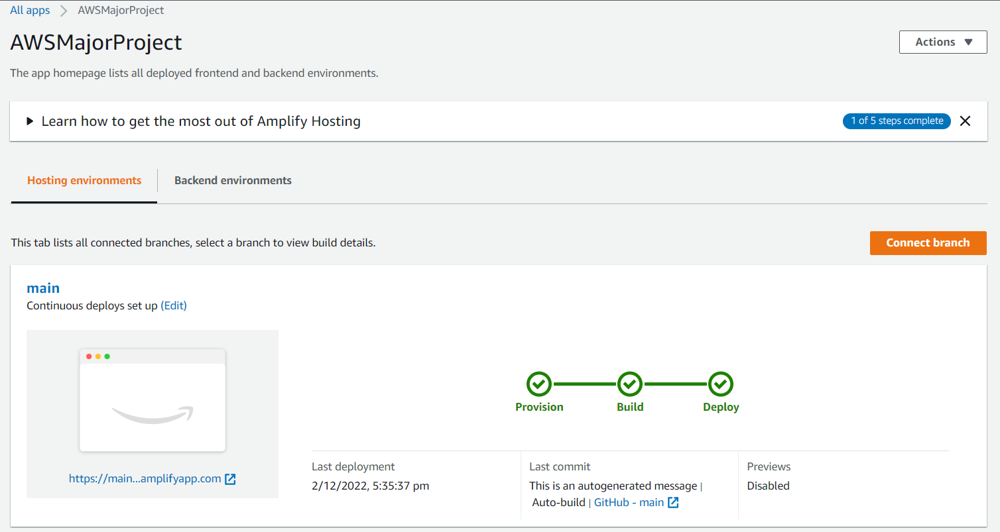 All apps > AWSMajorProject
AWSMajorProject
Actions
The app homepage lists all deployed frontend and backend environments.
Learn how to get the most out of Amplify Hosting
1 of 5 steps complete
Hosting environments
Backend environments
This tab lists all connected branches, select a branch to view build details.
Connect branch
main
Continuous deploys set up (Edit)
https://main...amplifyapp.com
Provision
Build
Deploy
Last deployment
2/12/2022, 5:35:37 pm
Last commit
This is an autogenerated message |
Auto-build | GitHub - main
Previews
Disabled